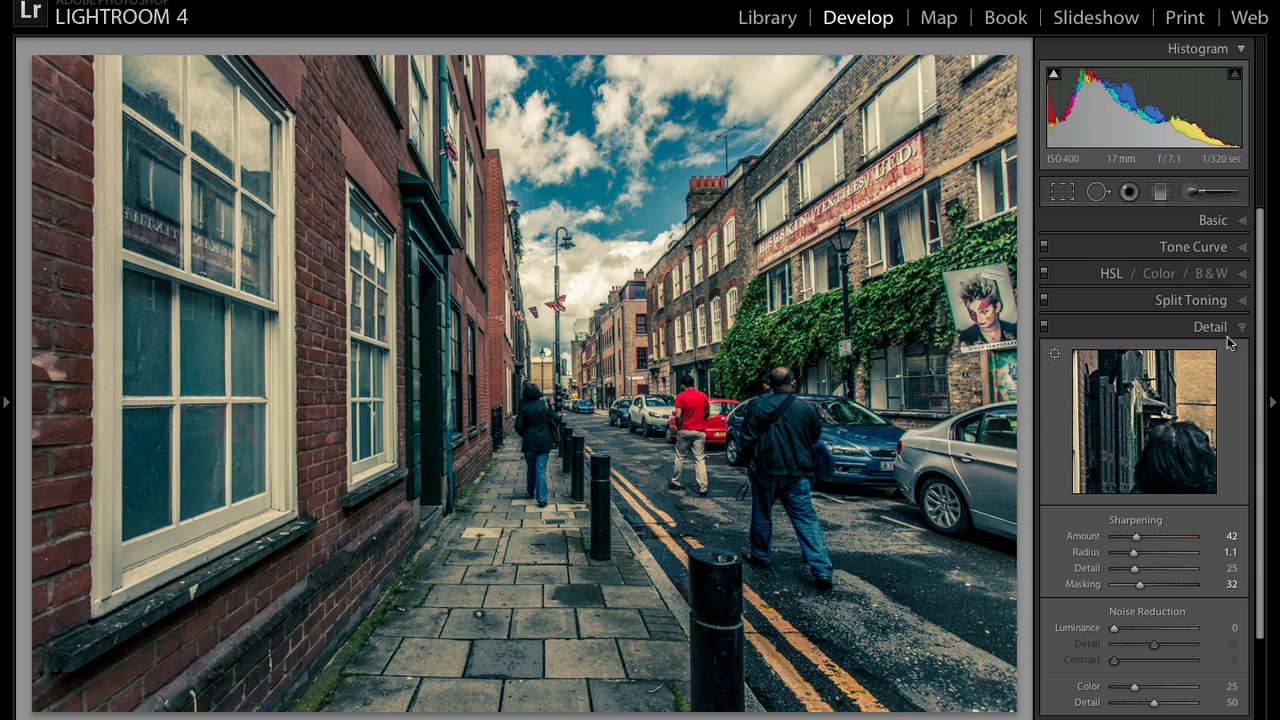 Lr
ADOBE PHOTOSHOP
LIGHTROOM 4
Library | Develop | Map | Book | Slideshow | Print | Web
Histogram
ISO 400 17 mm f/7.1 1/320 sec
Basic
Tone Curve
HSL / Color / B&W
Split Toning
Detail
Sharpening
Amount 42
Radius 1.1
Detail 25
Masking 32
Noise Reduction
Luminance 0
Detail 50
Contrast 0
Color 25
Detail 50
(TEXTILES) LTD.